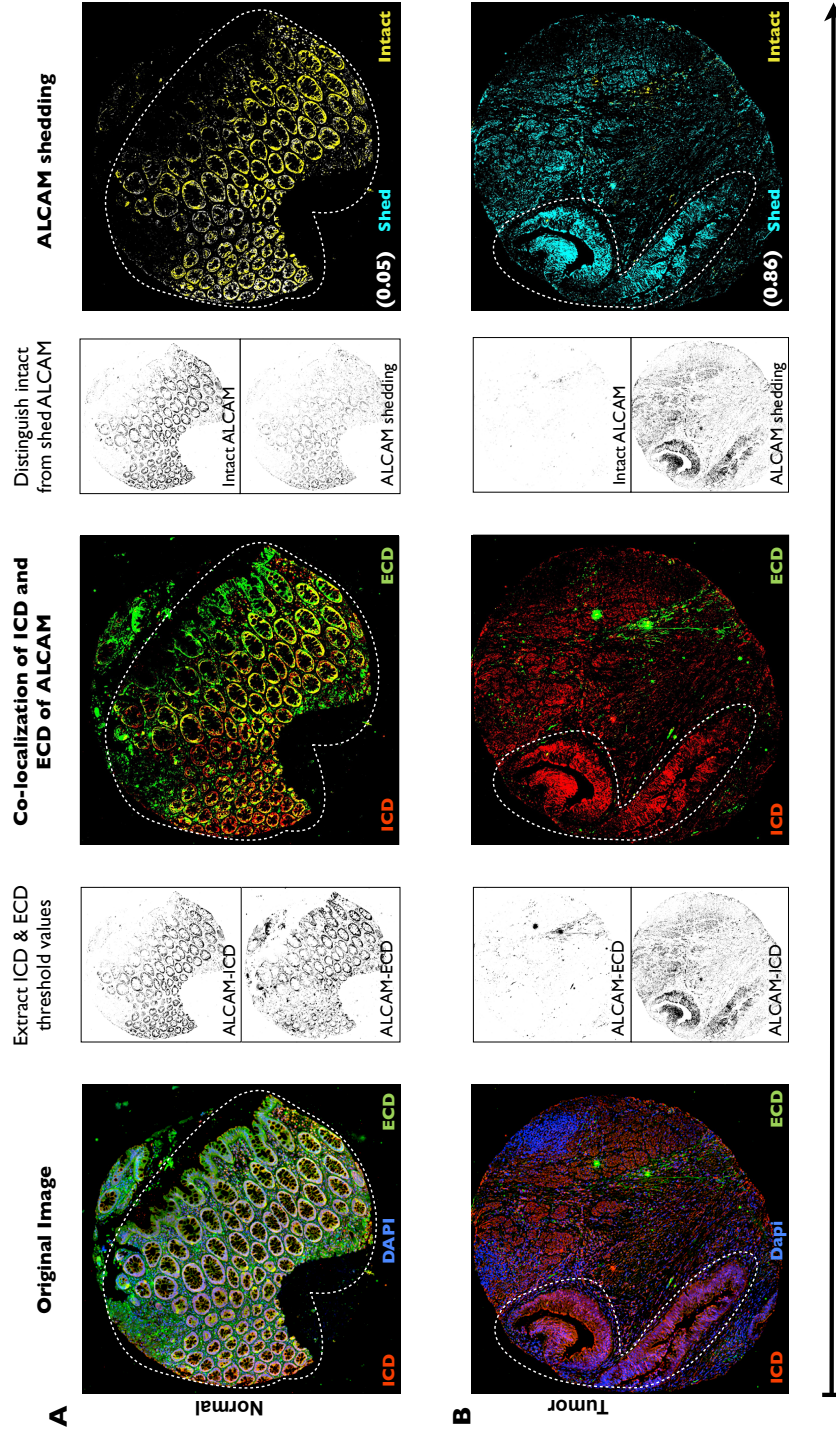 Original Image
Extract ICD & ECD
threshold values
Co-localization of ICD and
ECD of ALCAM
Distinguish intact
from shed ALCAM
ALCAM shedding
A
Normal
ICD
DAPI
ECD
ALCAM-ICD
ALCAM-ECD
ICD
ECD
Intact ALCAM
ALCAM shedding
(0.05)
Shed
Intact
B
Tumor
ICD
Dapi
ECD
ALCAM-ECD
ALCAM-ICD
ICD
ECD
Intact ALCAM
ALCAM shedding
(0.86)
Shed
Intact